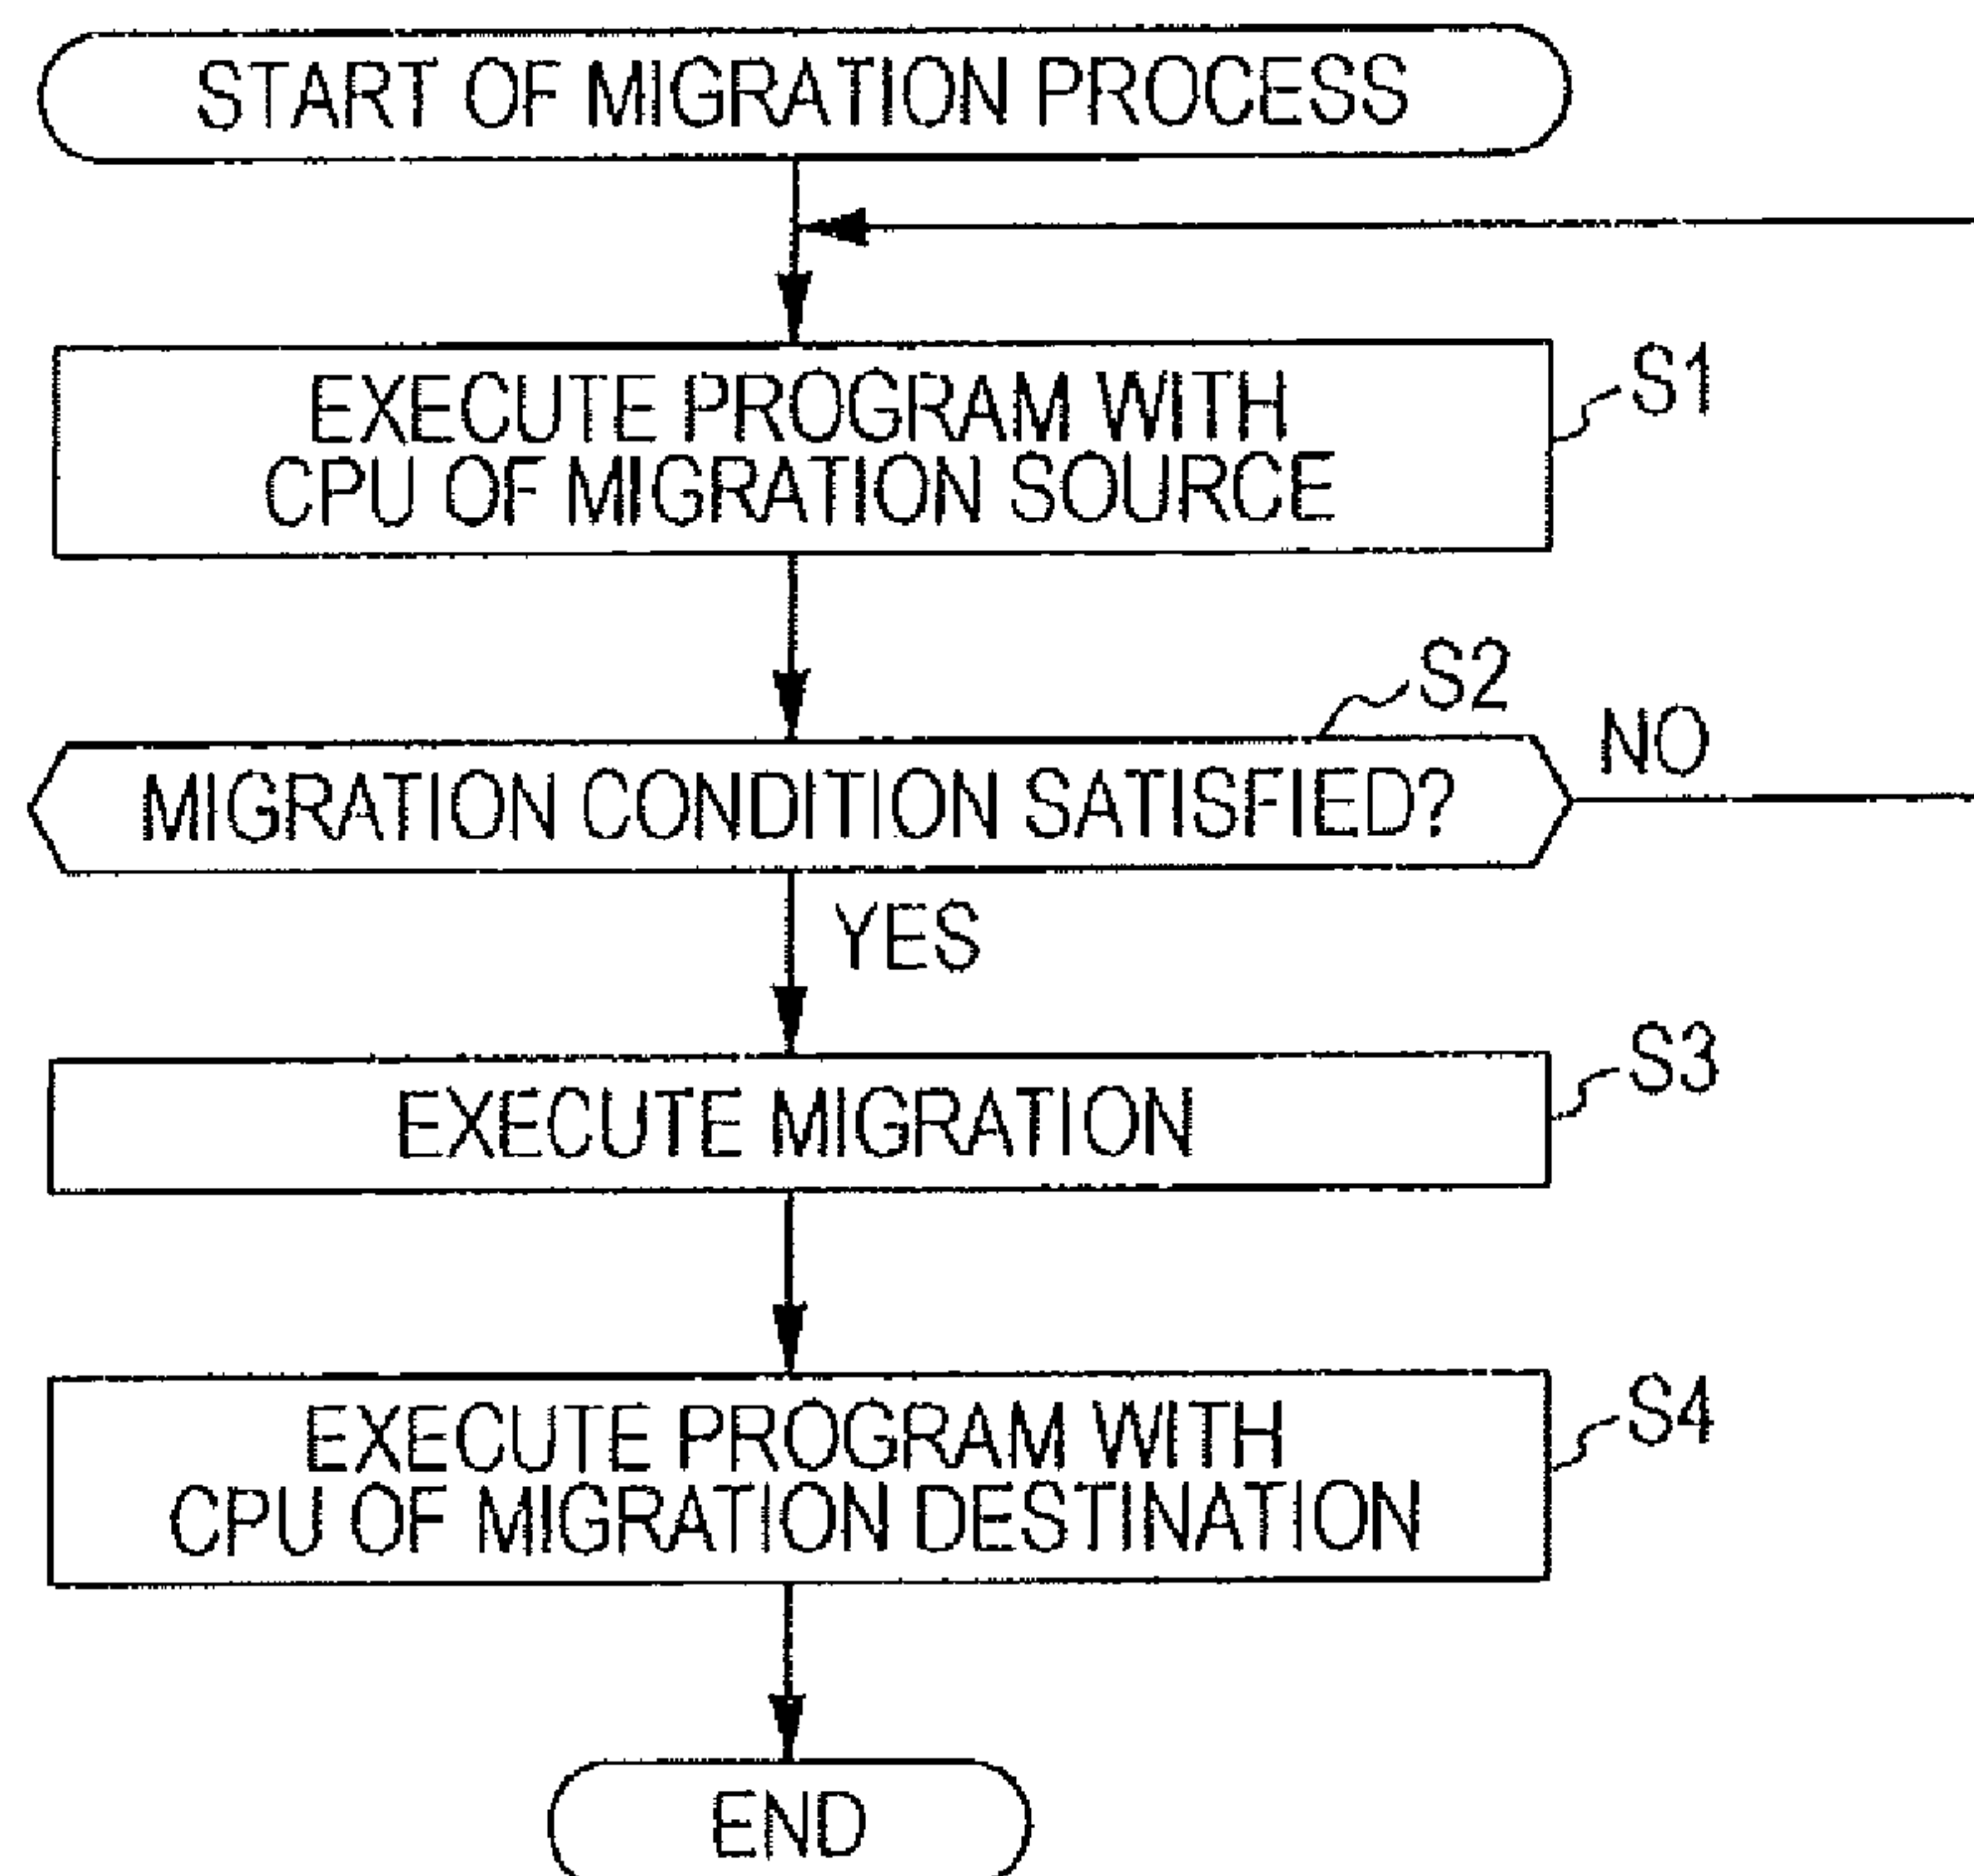 START OF MIGRATION PROCESS
EXECUTE PROGRAM WITH
CPU OF MIGRATION SOURCE
S1
S2
MIGRATION CONDITION SATISFIED?
NO
YES
EXECUTE MIGRATION
S3
EXECUTE PROGRAM WITH
CPU OF MIGRATION DESTINATION
S4
END